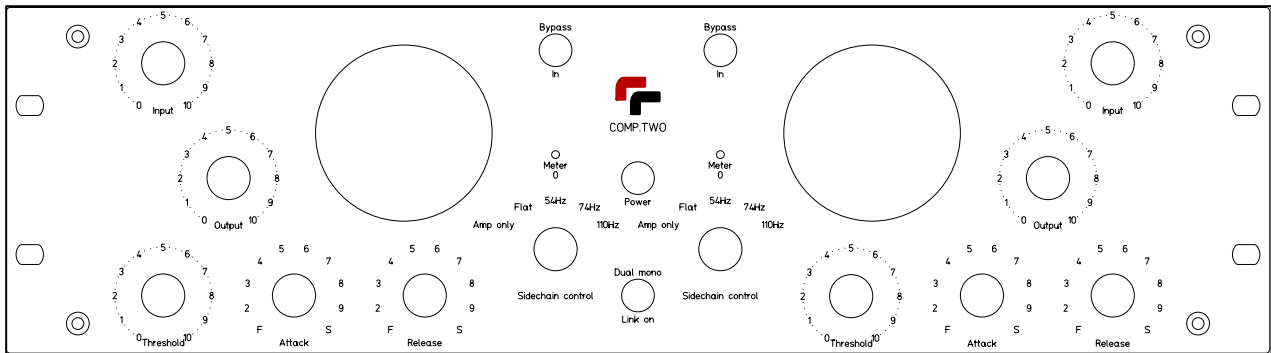 Bypass
In
Bypass
In
COMP.TWO
0 1 2 3 4 5 6 7 8 9 10
Input
0 1 2 3 4 5 6 7 8 9 10
Output
0 1 2 3 4 5 6 7 8 9 10
Threshold
F 2 3 4 5 6 7 8 9 S
Attack
F 2 3 4 5 6 7 8 9 S
Release
Meter
0
Amp only Flat 54Hz 74Hz 110Hz
Sidechain control
Power
Dual mono
Link on
Meter
0
Amp only Flat 54Hz 74Hz 110Hz
Sidechain control
0 1 2 3 4 5 6 7 8 9 10
Input
0 1 2 3 4 5 6 7 8 9 10
Output
0 1 2 3 4 5 6 7 8 9 10
Threshold
F 2 3 4 5 6 7 8 9 S
Attack
F 2 3 4 5 6 7 8 9 S
Release